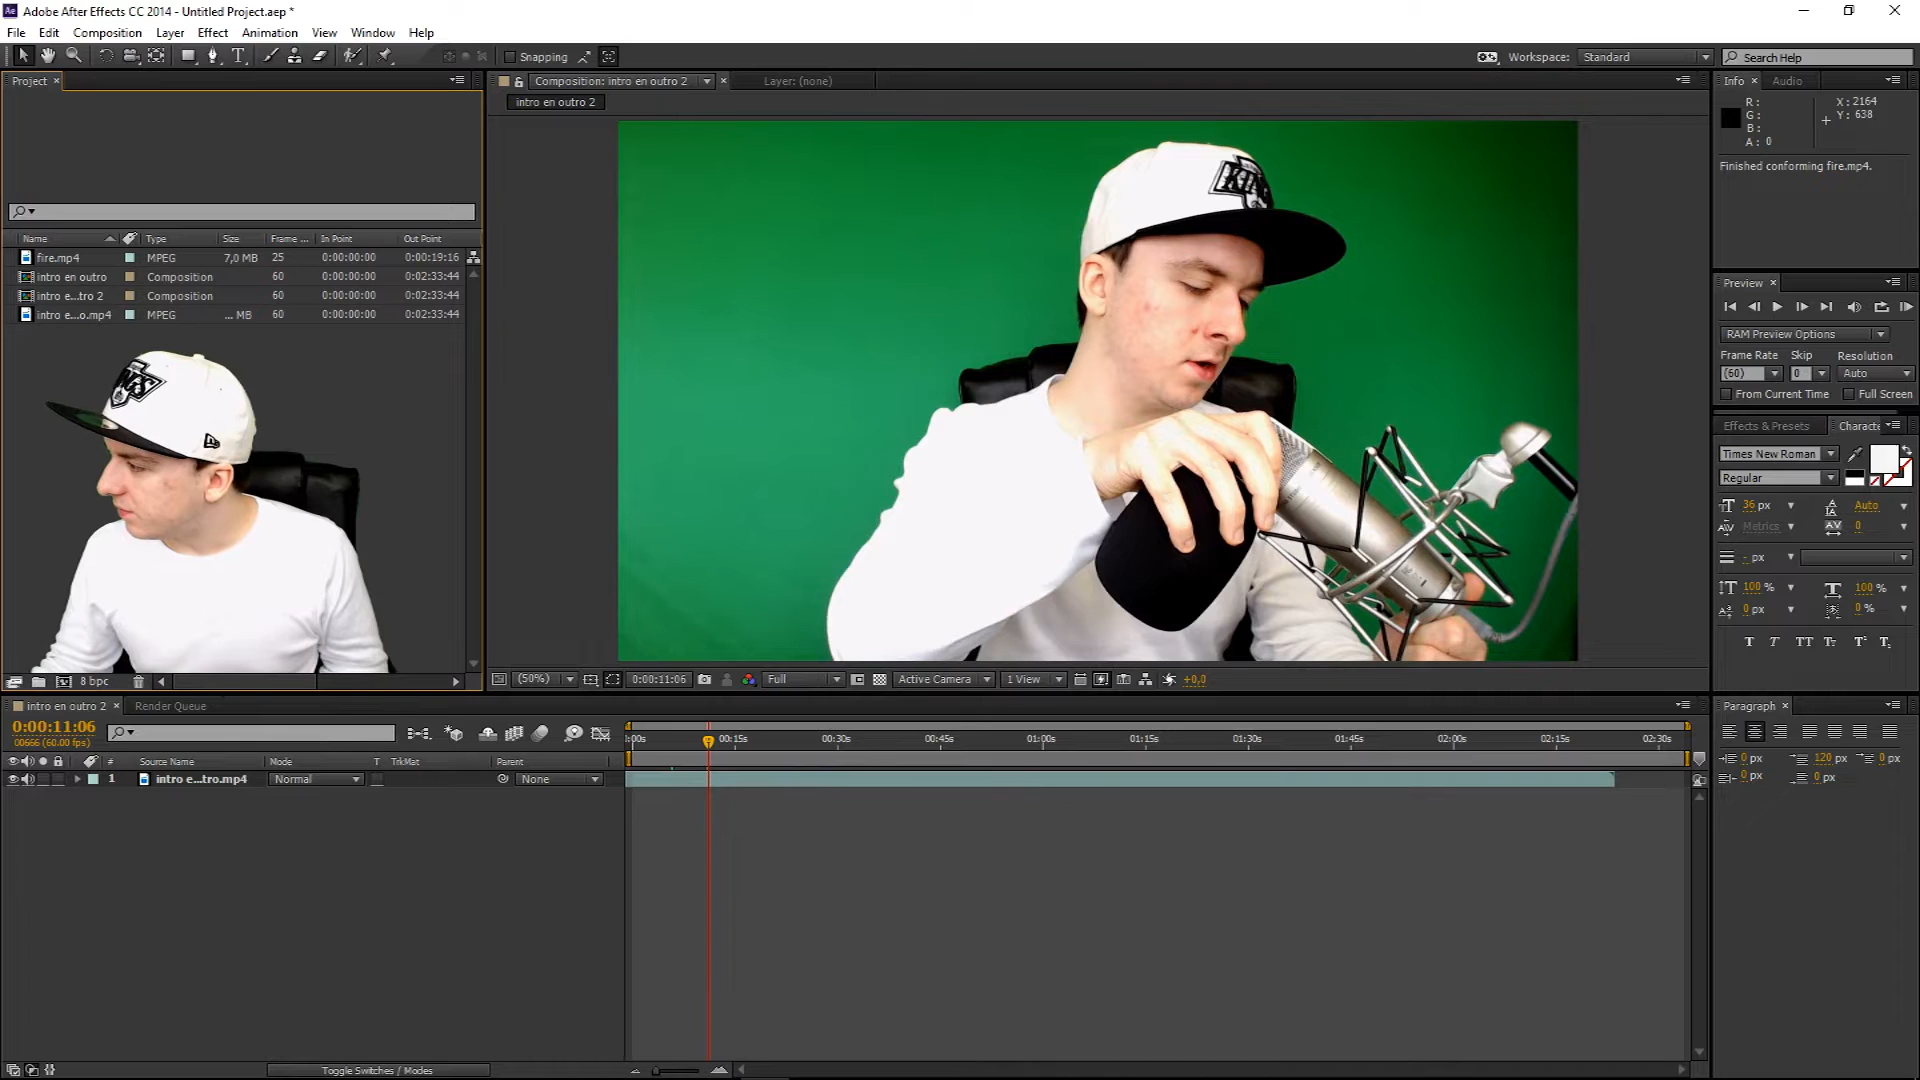 Adobe After Effects CC 2014 - Untitled Project.aep *
File Edit Composition Layer Effect Animation View Window Help
Snapping
Workspace: Standard
Search Help
Project
Composition: intro en outro 2
Layer: (none)
intro en outro 2
Info Audio
R:
G:
B:
A: 0
X: 2164
Y: 638
Finished conforming fire.mp4.
Name Type Size Frame ... In Point Out Point
fire.mp4 MPEG 7,0 MB 25 0:00:00:00 0:00:19:16
intro en outro Composition 60 0:00:00:00 0:02:33:44
intro e...tro 2 Composition 60 0:00:00:00 0:02:33:44
intro e...o.mp4 MPEG ... MB 60 0:00:00:00 0:02:33:44
KINGS
KIN
Preview
RAM Preview Options
Frame Rate Skip Resolution
(60) 0 Auto
From Current Time Full Screen
Effects & Presets Characte
Times New Roman
Regular
36 px Auto
Metrics 0
- px
100 % 100 %
0 px 0 %
T T TT Tr T¹ T₁
8 bpc
(50%) 0:00:11:06 Full Active Camera 1 View +0,0
intro en outro 2 Render Queue
0:00:11:06
00666 (60.00 fps)
# Source Name Mode T TrkMat Parent
1 intro e...tro.mp4 Normal None
):00s 00:15s 00:30s 00:45s 01:00s 01:15s 01:30s 01:45s 02:00s 02:15s 02:30s
Paragraph
0 px 120 px 0 px
0 px 0 px
Toggle Switches / Modes